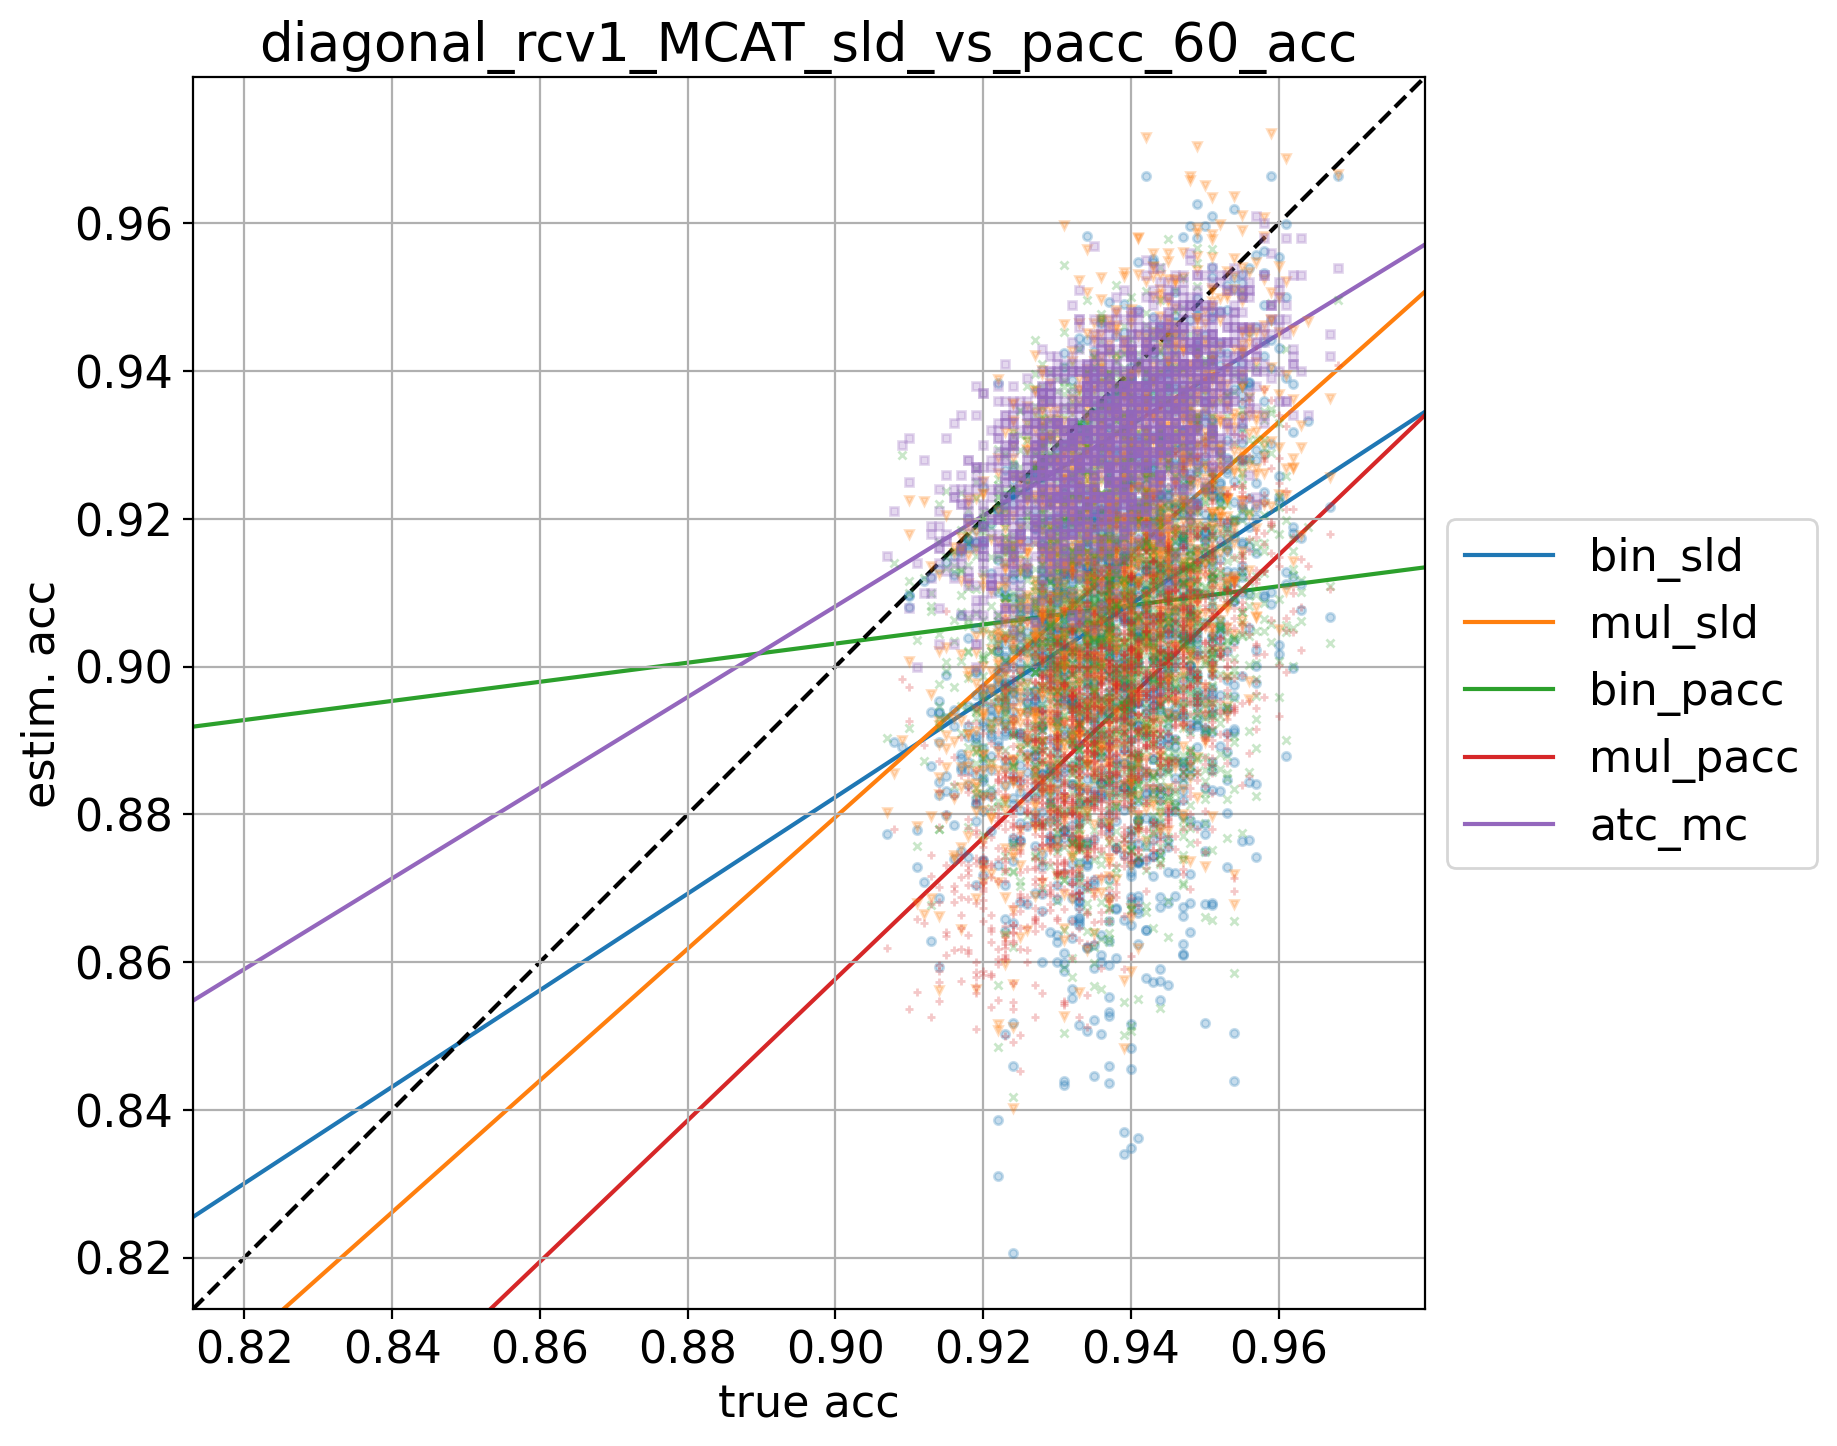 diagonal_rcv1_MCAT_sld_vs_pacc_60_acc
0.96
0.94
0.92
0.90
0.88
0.86
0.84
0.82
estim. acc
0.82 0.84 0.86 0.88 0.90 0.92 0.94 0.96
true acc
bin_sld
mul_sld
bin_pacc
mul_pacc
atc_mc